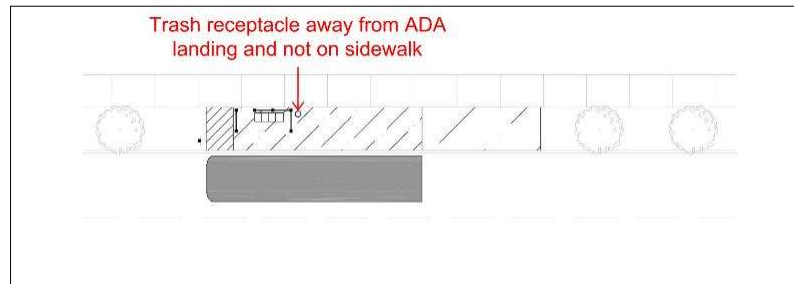 Trash receptacle away from ADA
landing and not on sidewalk